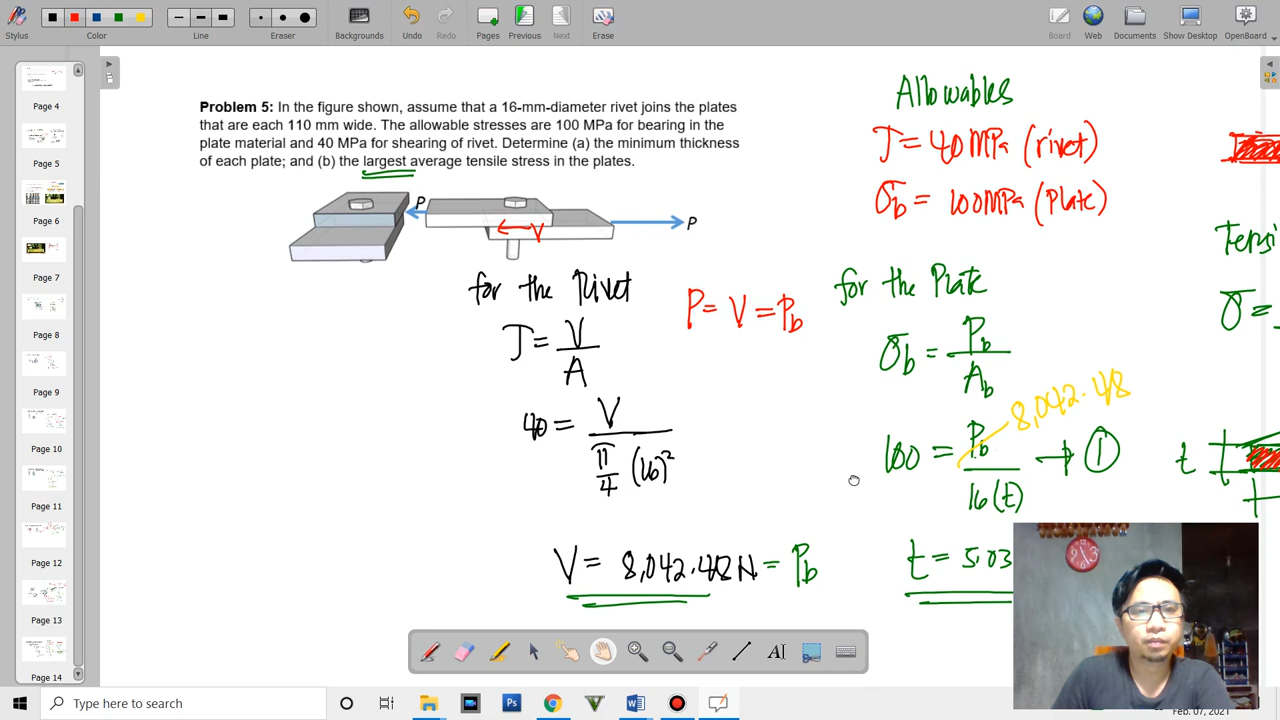 Stylus
Color
Line
Eraser
Backgrounds
Undo
Redo
Pages
Previous
Next
Erase
Board
Web
Documents
Show Desktop
OpenBoard
Page 4
Page 5
Page 6
Page 7
Page 8
Page 9
Page 10
Page 11
Page 12
Page 13
Page 14
Problem 5: In the figure shown, assume that a 16-mm-diameter rivet joins the plates
that are each 110 mm wide. The allowable stresses are 100 MPa for bearing in the
plate material and 40 MPa for shearing of rivet. Determine (a) the minimum thickness
of each plate; and (b) the largest average tensile stress in the plates.
P
P
V
for the Rivet
τ = V/A
40 = V / (π/4 (16)²)
V = 8,042.48 N = Pb
P = V = Pb
Allowables
τ = 40 MPa (rivet)
σb = 100 MPa (Plate)
for the Plate
σb = Pb / Ab
8,042.48
100 = Pb / 16(t) → ①
t = 5.03
Tensi
σ =
t
Type here to search
Feb. 07, 2021